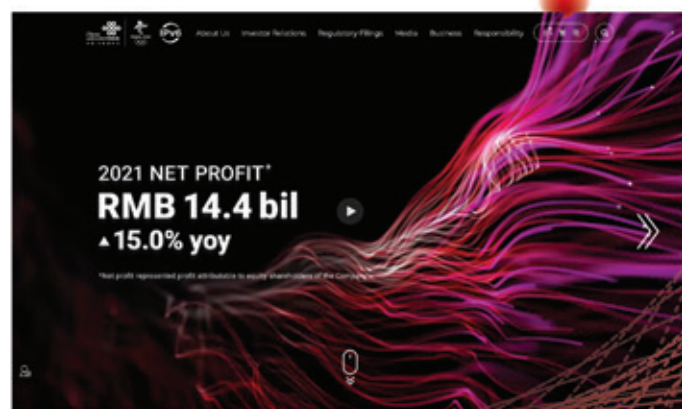 IPv6
About Us Investor Relations Regulatory Filings Media Business Responsibility
2021 NET PROFIT*
RMB 14.4 bil
▲15.0% yoy
*Net profit represented profit attributable to equity shareholders of the Company.